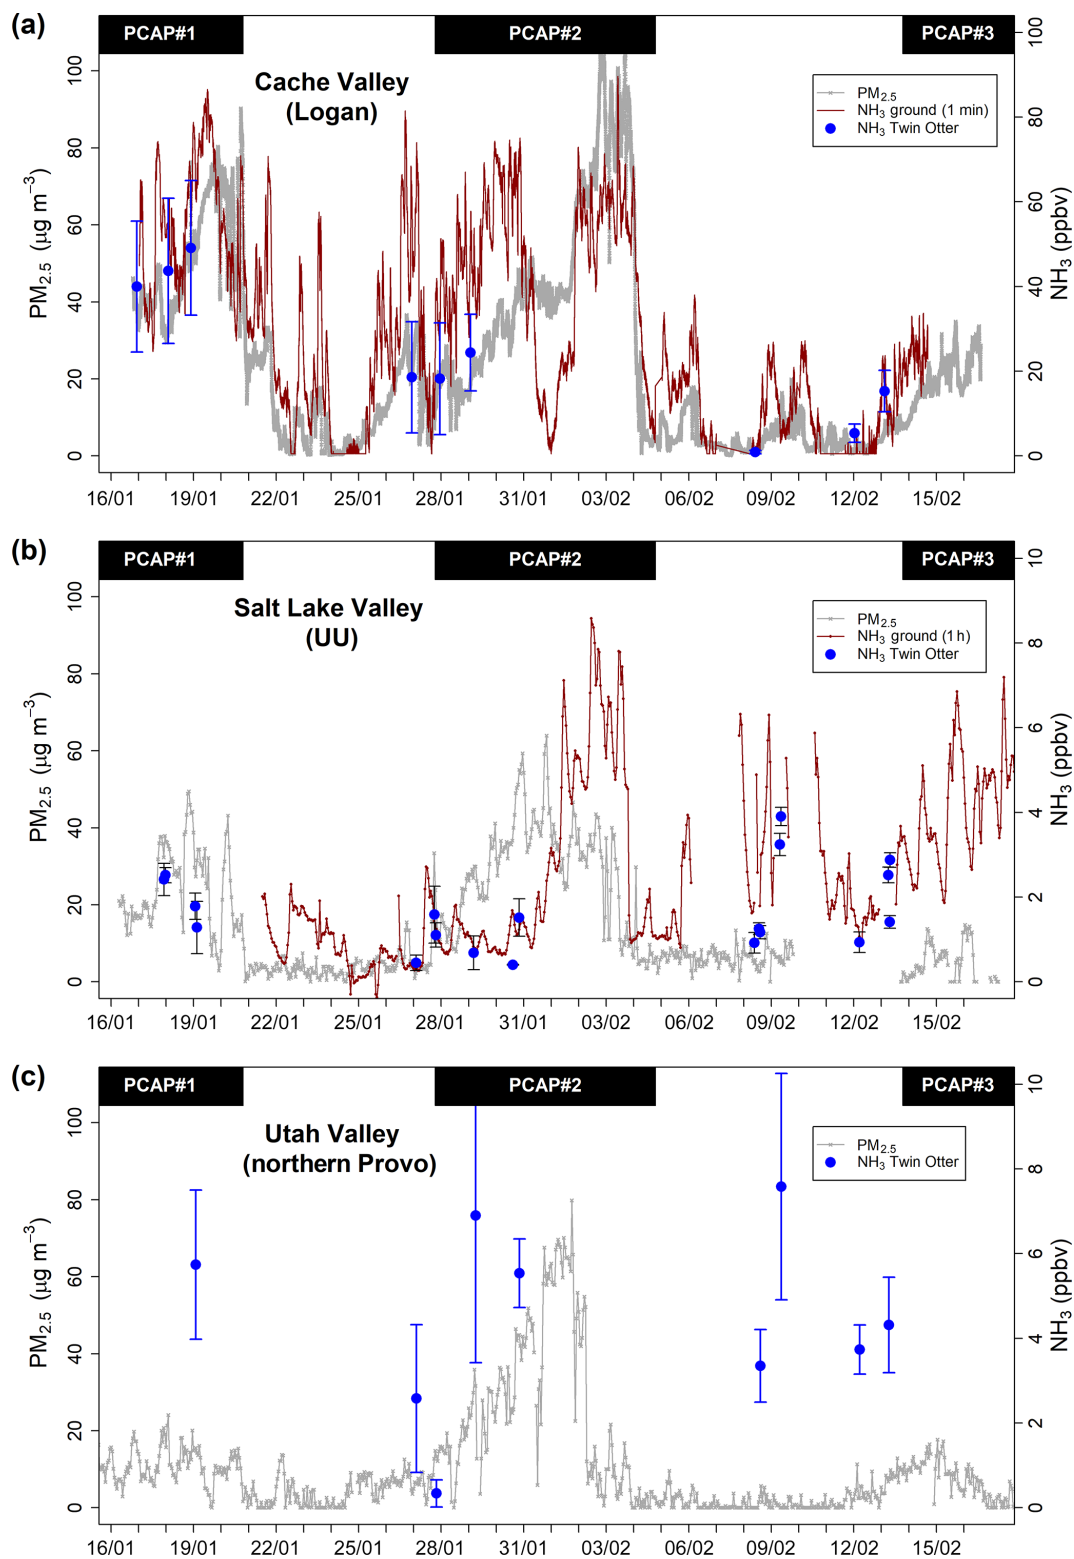 (a)
PCAP#1 PCAP#2 PCAP#3
Cache Valley
(Logan)
PM2.5
NH3 ground (1 min)
NH3 Twin Otter
PM2.5 (μg m−3)
0 20 40 60 80 100
NH3 (ppbv)
0 20 40 60 80 100
16/01 19/01 22/01 25/01 28/01 31/01 03/02 06/02 09/02 12/02 15/02
(b)
PCAP#1 PCAP#2 PCAP#3
Salt Lake Valley
(UU)
PM2.5
NH3 ground (1 h)
NH3 Twin Otter
PM2.5 (μg m−3)
0 20 40 60 80 100
NH3 (ppbv)
0 2 4 6 8 10
16/01 19/01 22/01 25/01 28/01 31/01 03/02 06/02 09/02 12/02 15/02
(c)
PCAP#1 PCAP#2 PCAP#3
Utah Valley
(northern Provo)
PM2.5
NH3 Twin Otter
PM2.5 (μg m−3)
0 20 40 60 80 100
NH3 (ppbv)
0 2 4 6 8 10
16/01 19/01 22/01 25/01 28/01 31/01 03/02 06/02 09/02 12/02 15/02